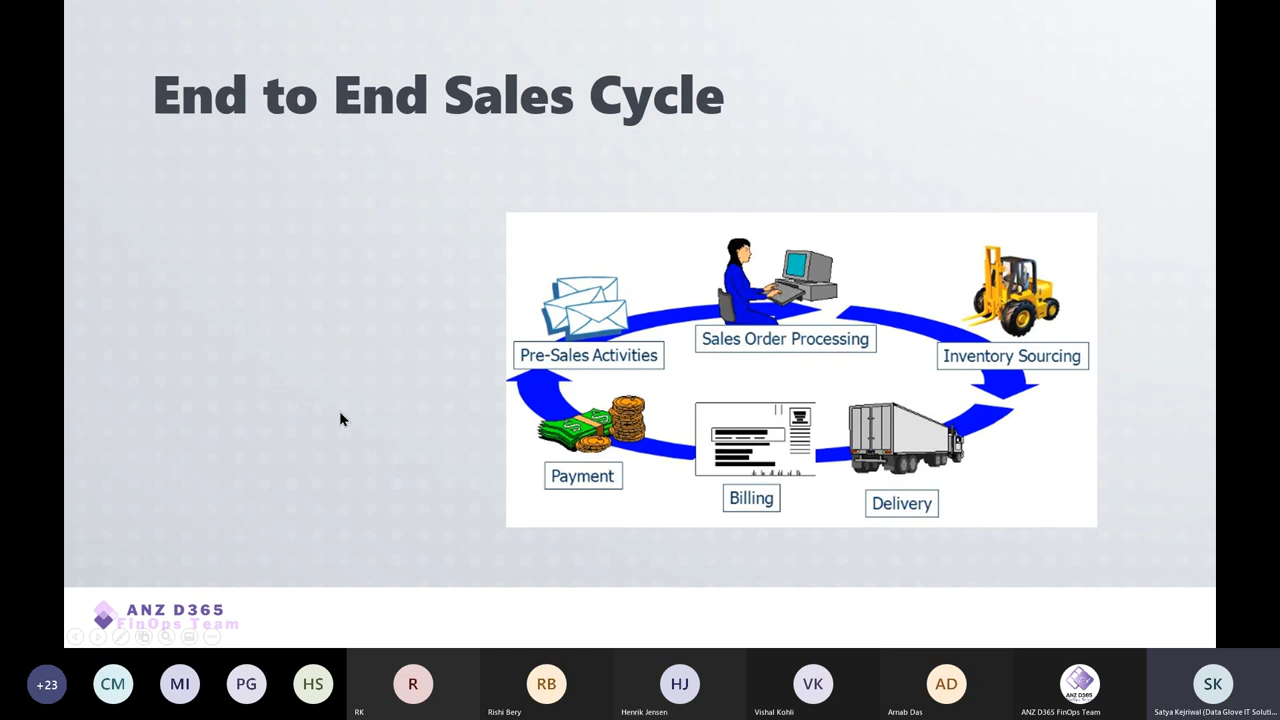 End to End Sales Cycle
Sales Order Processing
Pre-Sales Activities
Inventory Sourcing
Payment
Billing
Delivery
ANZ D365
FinOps Team
+23
CM
MI
PG
HS
R
RB
HJ
VK
AD
ANZ D365
SK
RK
Rishi Bery
Henrik Jensen
Vishal Kohli
Arnab Das
ANZ D365 FinOps Team
Satya Kejriwal (Data Glove IT Soluti...